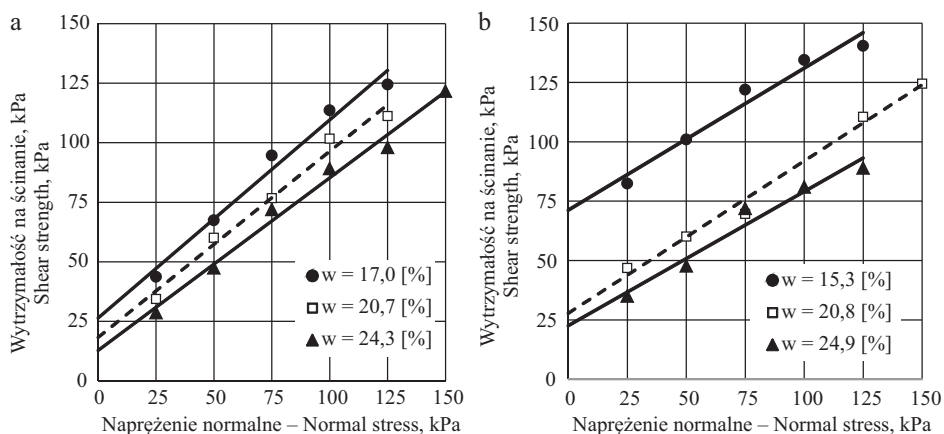 a
Wytrzymałość na ścinanie, kPa
Shear strength, kPa
150
125
100
75
50
25
0
w = 17,0 [%]
w = 20,7 [%]
w = 24,3 [%]
0 25 50 75 100 125 150
Naprężenie normalne – Normal stress, kPa
b
Wytrzymałość na ścinanie, kPa
Shear strength, kPa
150
125
100
75
50
25
0
w = 15,3 [%]
w = 20,8 [%]
w = 24,9 [%]
0 25 50 75 100 125 150
Naprężenie normalne – Normal stress, kPa